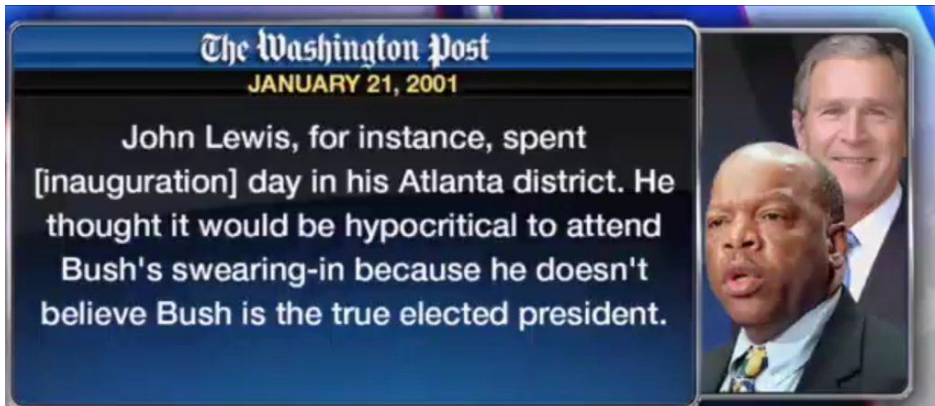 The Washington Post
JANUARY 21, 2001
John Lewis, for instance, spent
[inauguration] day in his Atlanta district. He
thought it would be hypocritical to attend
Bush's swearing-in because he doesn't
believe Bush is the true elected president.